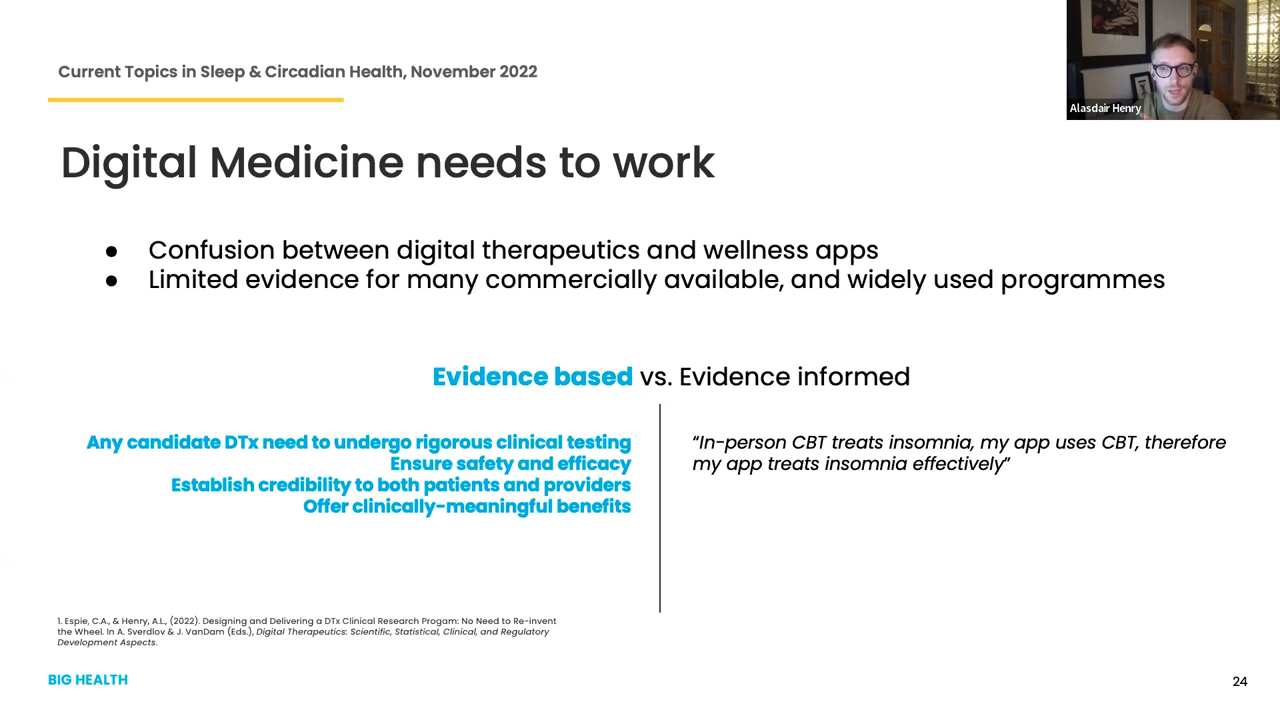 Current Topics in Sleep & Circadian Health, November 2022
Alasdair Henry
Digital Medicine needs to work
● Confusion between digital therapeutics and wellness apps
● Limited evidence for many commercially available, and widely used programmes
Evidence based vs. Evidence informed
Any candidate DTx need to undergo rigorous clinical testing
Ensure safety and efficacy
Establish credibility to both patients and providers
Offer clinically-meaningful benefits
“In-person CBT treats insomnia, my app uses CBT, therefore
my app treats insomnia effectively”
1. Espie, C.A., & Henry, A.L., (2022). Designing and Delivering a DTx Clinical Research Progam: No Need to Re-invent
the Wheel. In A. Sverdlov & J. VanDam (Eds.), Digital Therapeutics: Scientific, Statistical, Clinical, and Regulatory
Development Aspects.
BIG HEALTH
24